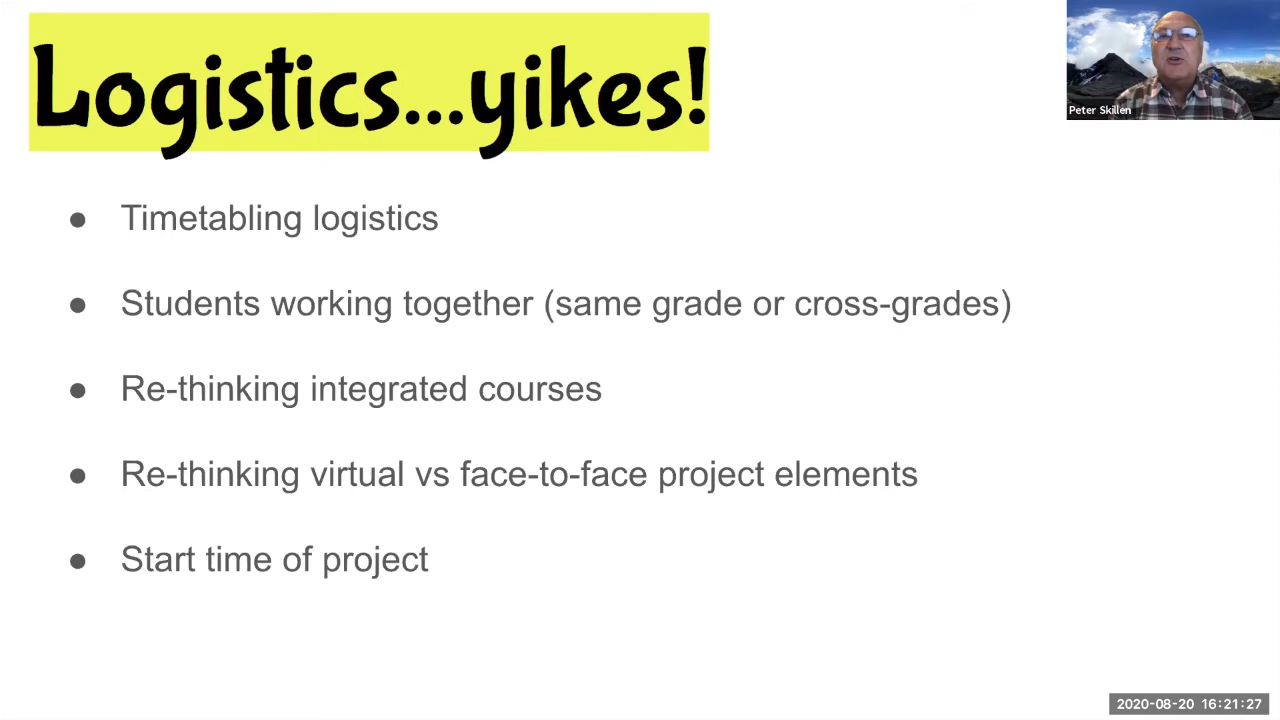 Logistics...yikes!
Peter Skillen
● Timetabling logistics
● Students working together (same grade or cross-grades)
● Re-thinking integrated courses
● Re-thinking virtual vs face-to-face project elements
● Start time of project
2020-08-20 16:21:27